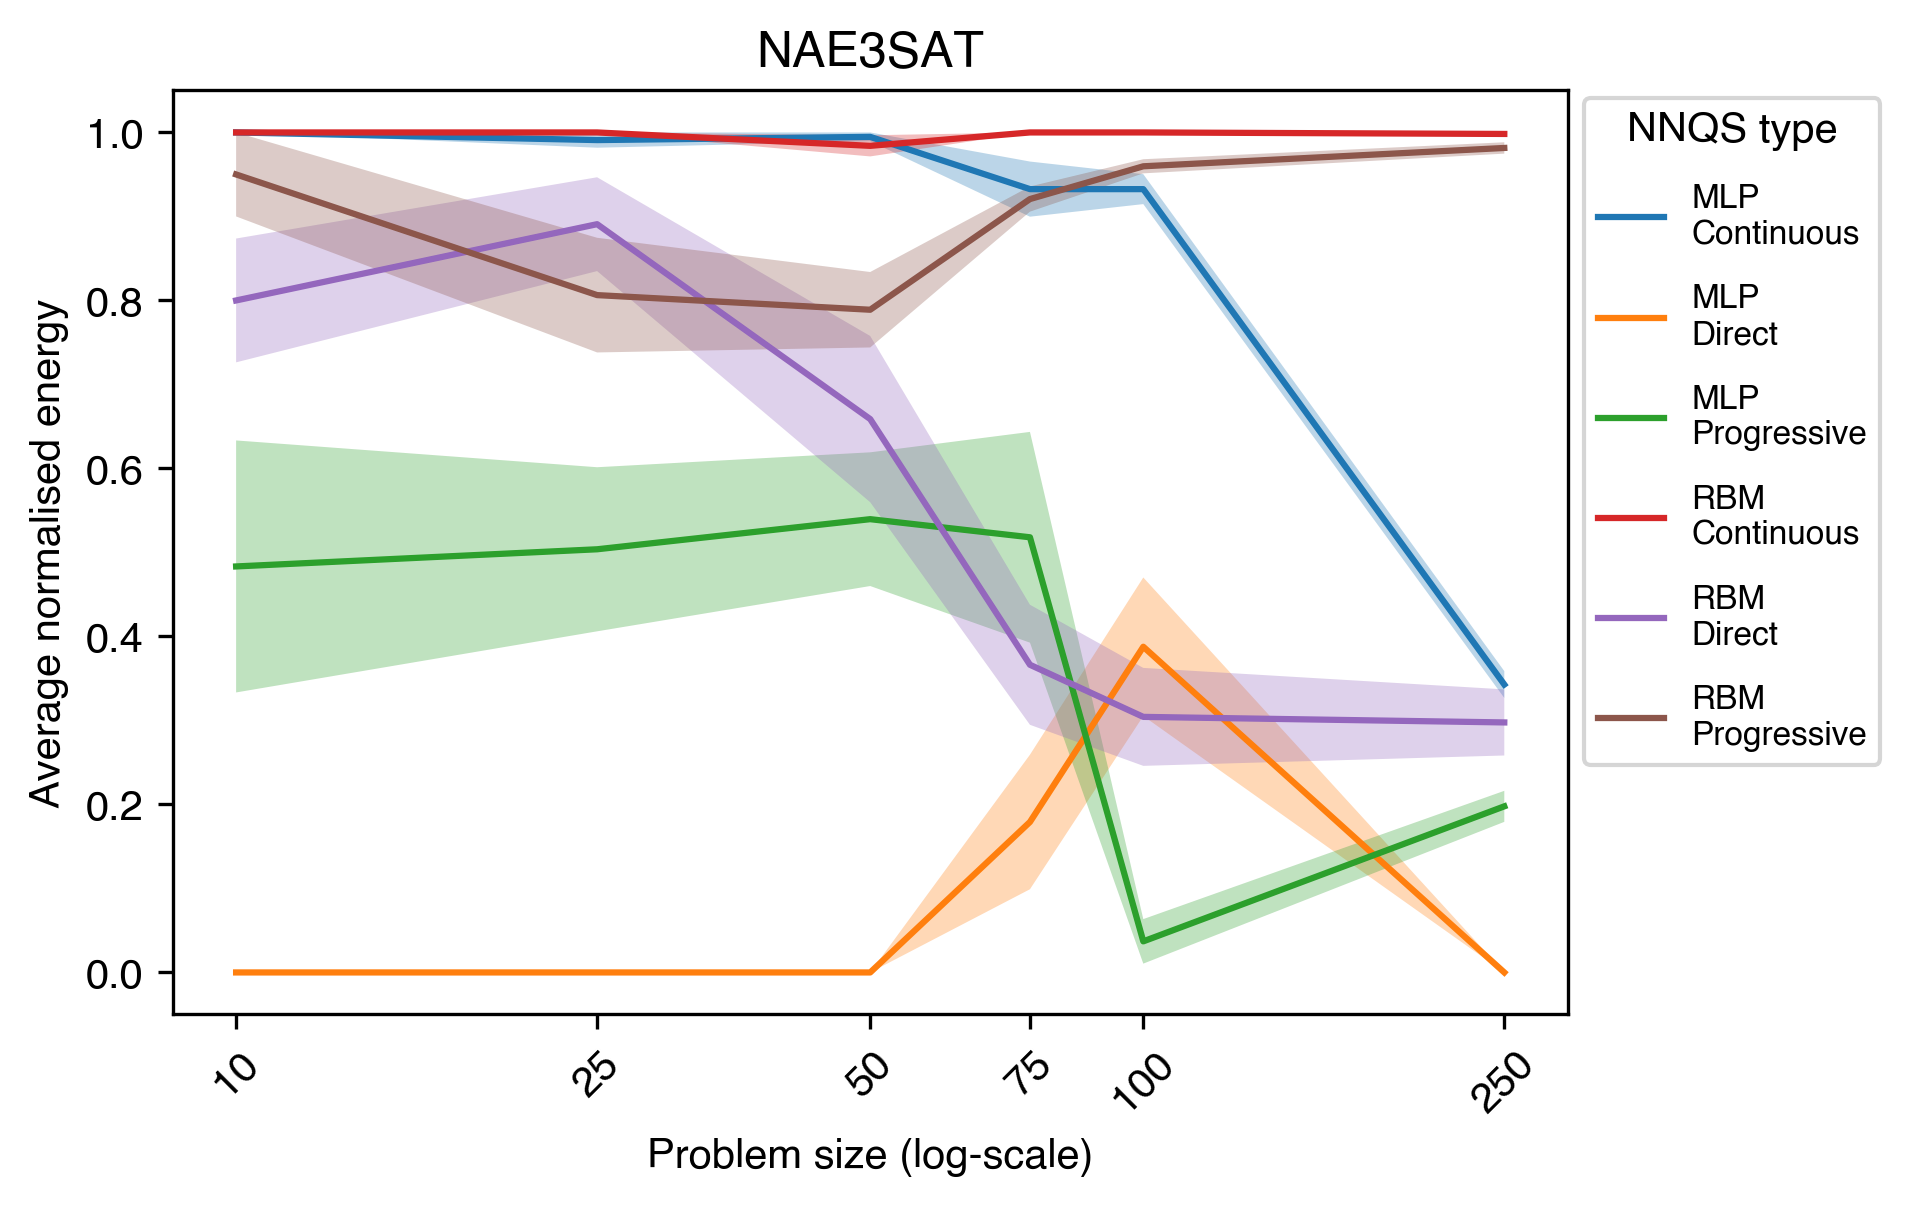 NAE3SAT
Average normalised energy
1.0
0.8
0.6
0.4
0.2
0.0
10
25
50
75
100
250
Problem size (log-scale)
NNQS type
MLP
Continuous
MLP
Direct
MLP
Progressive
RBM
Continuous
RBM
Direct
RBM
Progressive